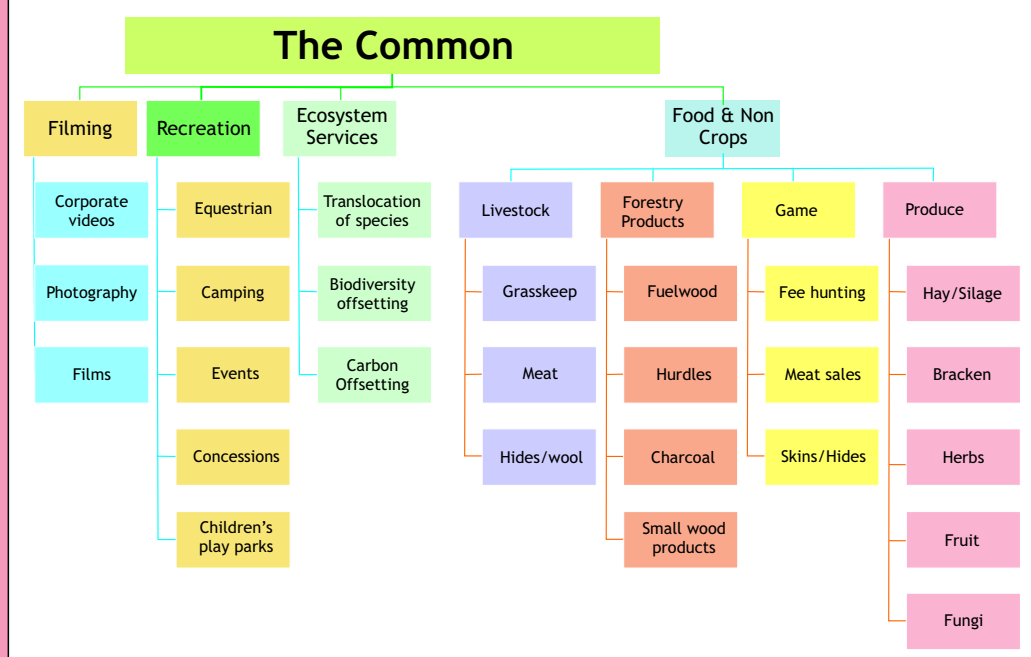 The Common
Filming
Recreation
Ecosystem
Services
Food & Non
Crops
Corporate
videos
Photography
Films
Equestrian
Camping
Events
Concessions
Children’s
play parks
Translocation
of species
Biodiversity
offsetting
Carbon
Offsetting
Livestock
Grasskeep
Meat
Hides/wool
Forestry
Products
Fuelwood
Hurdles
Charcoal
Small wood
products
Game
Fee hunting
Meat sales
Skins/Hides
Produce
Hay/Silage
Bracken
Herbs
Fruit
Fungi